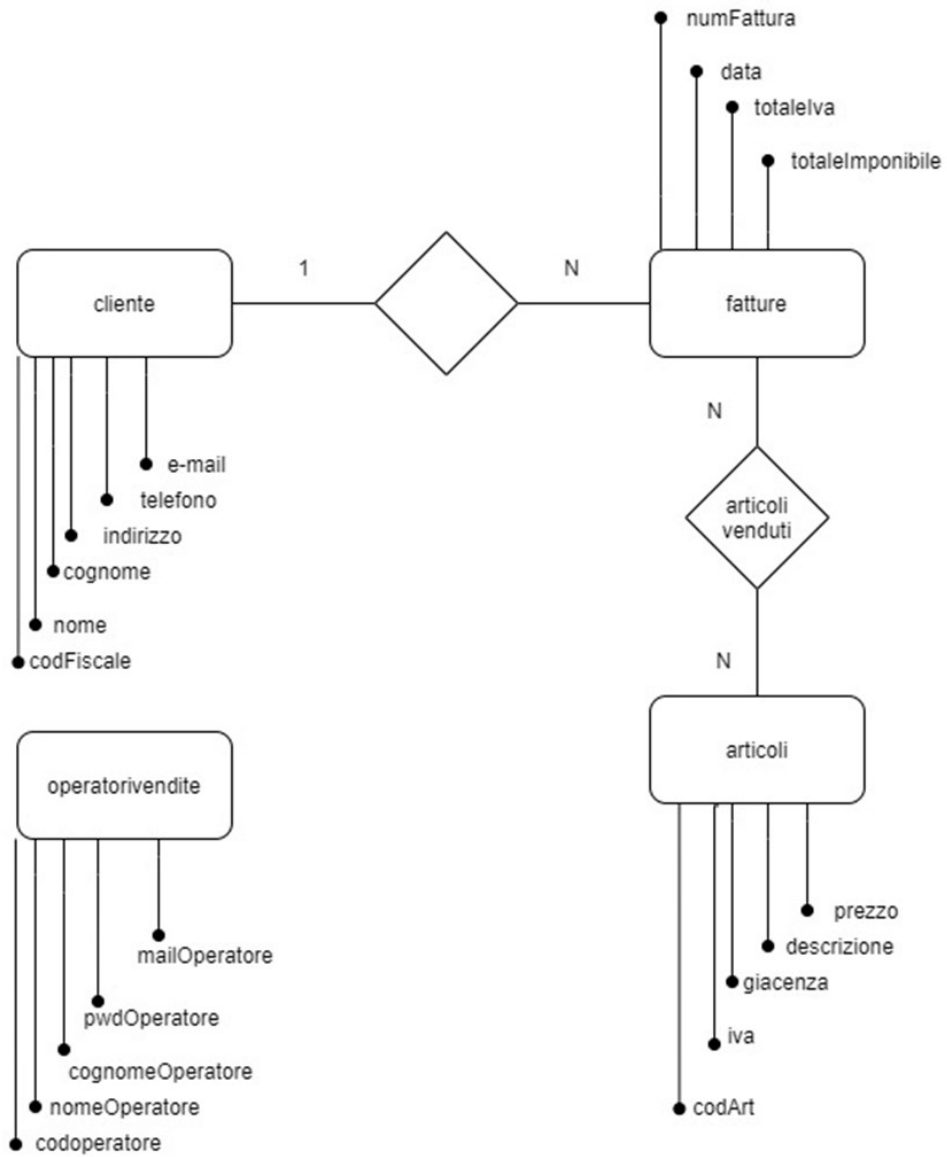 numFattura
data
totaleIva
totaleImponibile
cliente
1
N
fatture
N
e-mail
telefono
indirizzo
cognome
nome
codFiscale
articoli
venduti
N
operatorivendite
articoli
mailOperatore
pwdOperatore
cognomeOperatore
nomeOperatore
codoperatore
prezzo
descrizione
giacenza
iva
codArt